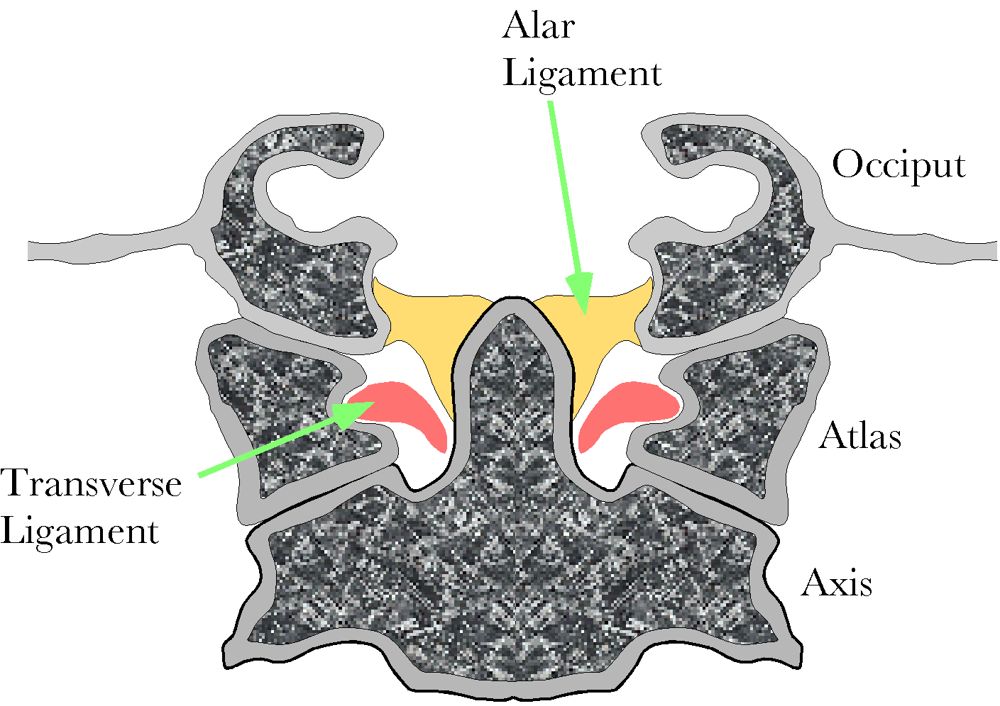 Alar
Ligament
Occiput
Atlas
Transverse
Ligament
Axis